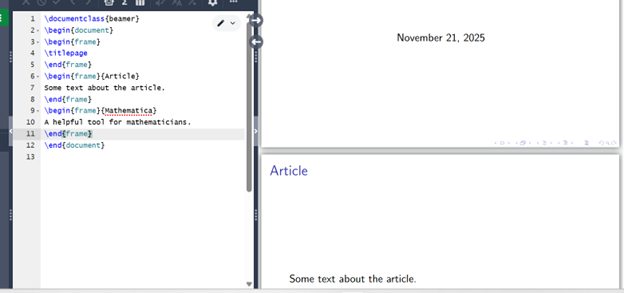 1 \documentclass{beamer}
2 \begin{document}
3 \begin{frame}
4 \titlepage
5 \end{frame}
6 \begin{frame}{Article}
7 Some text about the article.
8 \end{frame}
9 \begin{frame}{Mathematica}
10 A helpful tool for mathematicians.
11 \end{frame}
12 \end{document}
13
November 21, 2025
Article
Some text about the article.